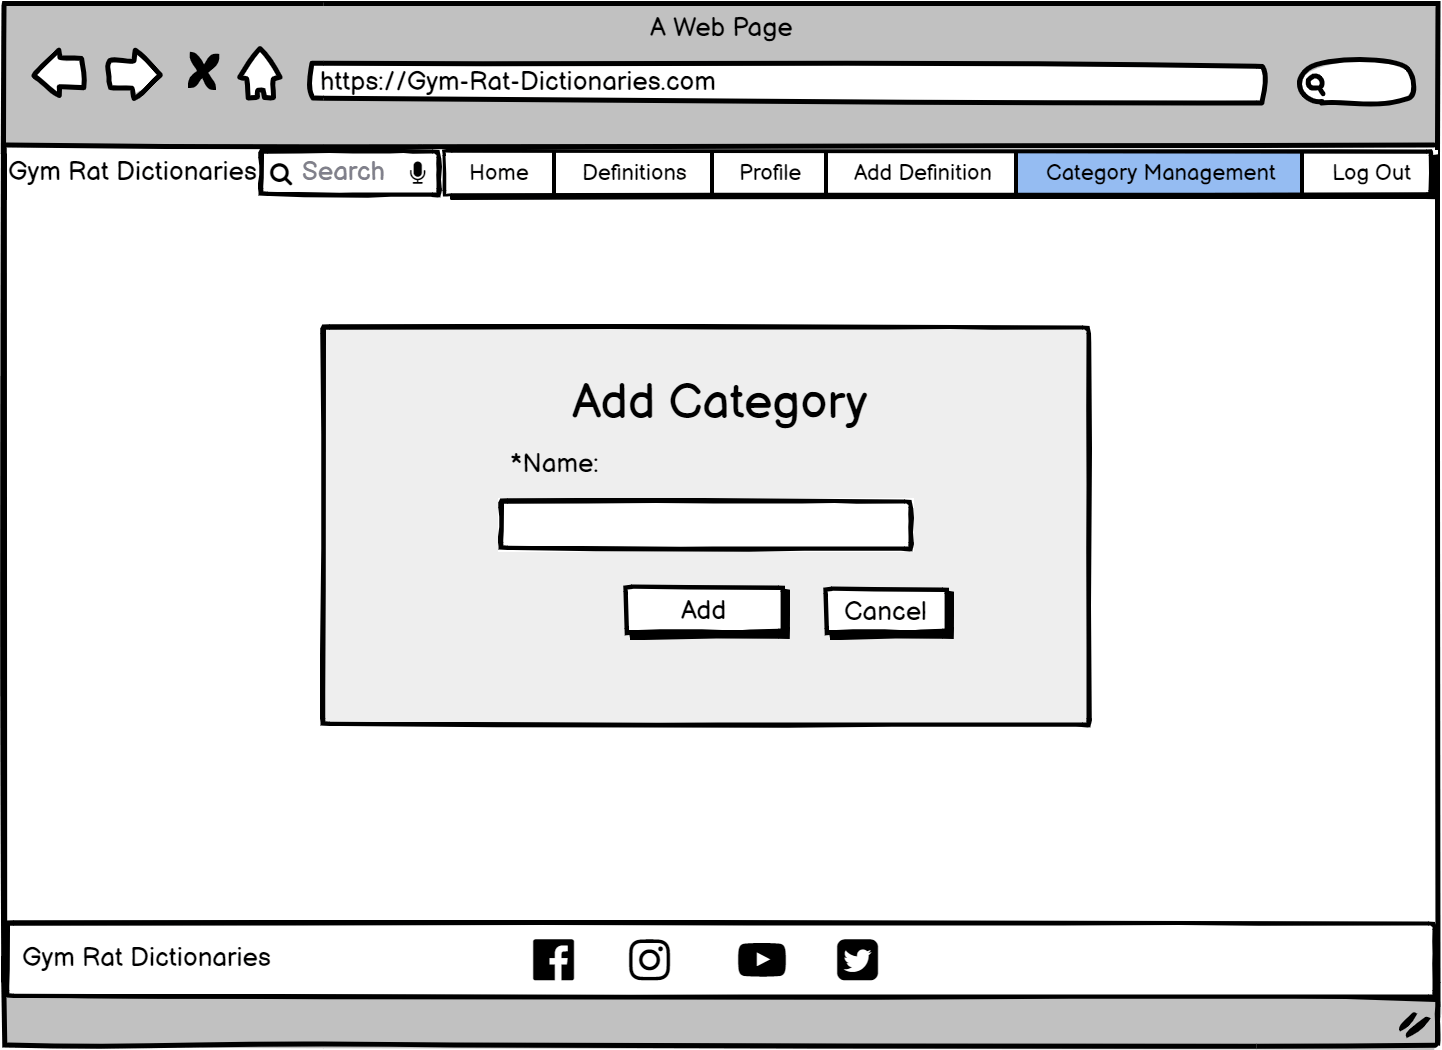 A Web Page
https://Gym-Rat-Dictionaries.com
Gym Rat Dictionaries Search Home Definitions Profile Add Definition Category Management Log Out
Add Category
*Name:
Add Cancel
Gym Rat Dictionaries